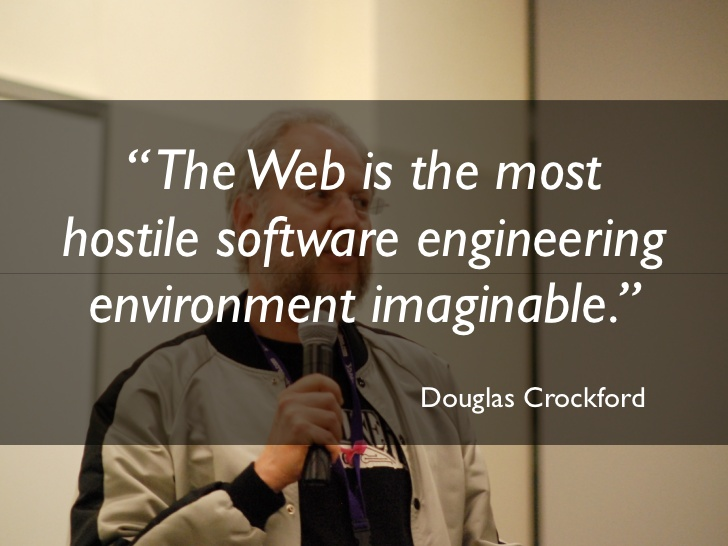 “The Web is the most
hostile software engineering
environment imaginable.”
Douglas Crockford